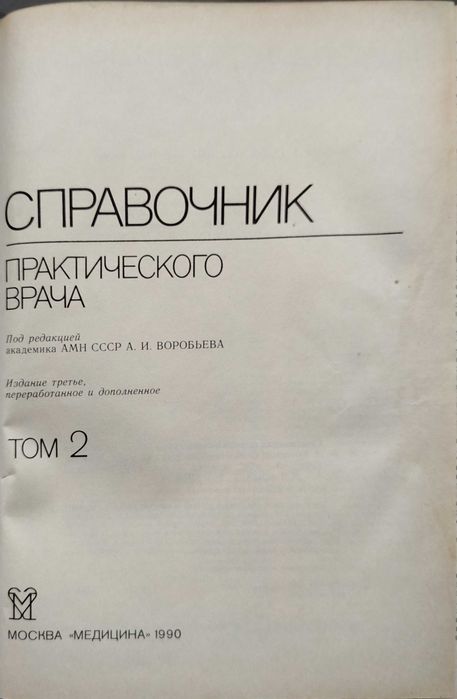 СПРАВОЧНИК
ПРАКТИЧЕСКОГО
ВРАЧА
Под редакцией
академика АМН СССР А. И. ВОРОБЬЕВА
Издание третье,
переработанное и дополненное
ТОМ 2
МОСКВА «МЕДИЦИНА» 1990